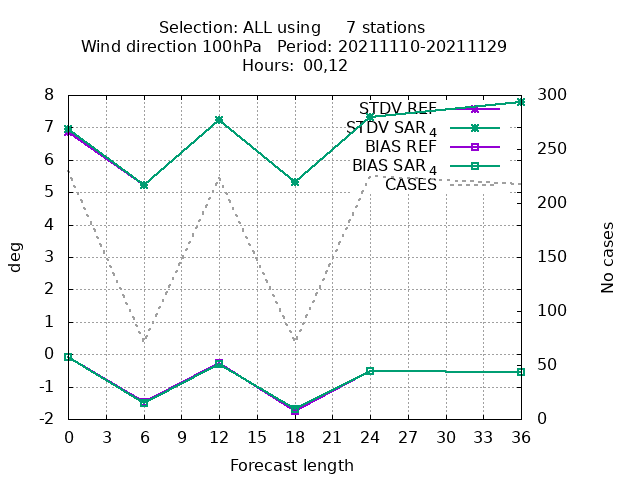 Selection: ALL using     7 stations
Wind direction 100hPa   Period: 20211110-20211129
Hours:  00,12
8
7
6
5
4
3
2
1
0
-1
-2
deg
300
250
200
150
100
50
0
No cases
STDV REF
STDV SAR 4
BIAS REF
BIAS SAR 4
CASES
0 3 6 9 12 15 18 21 24 27 30 33 36
Forecast length